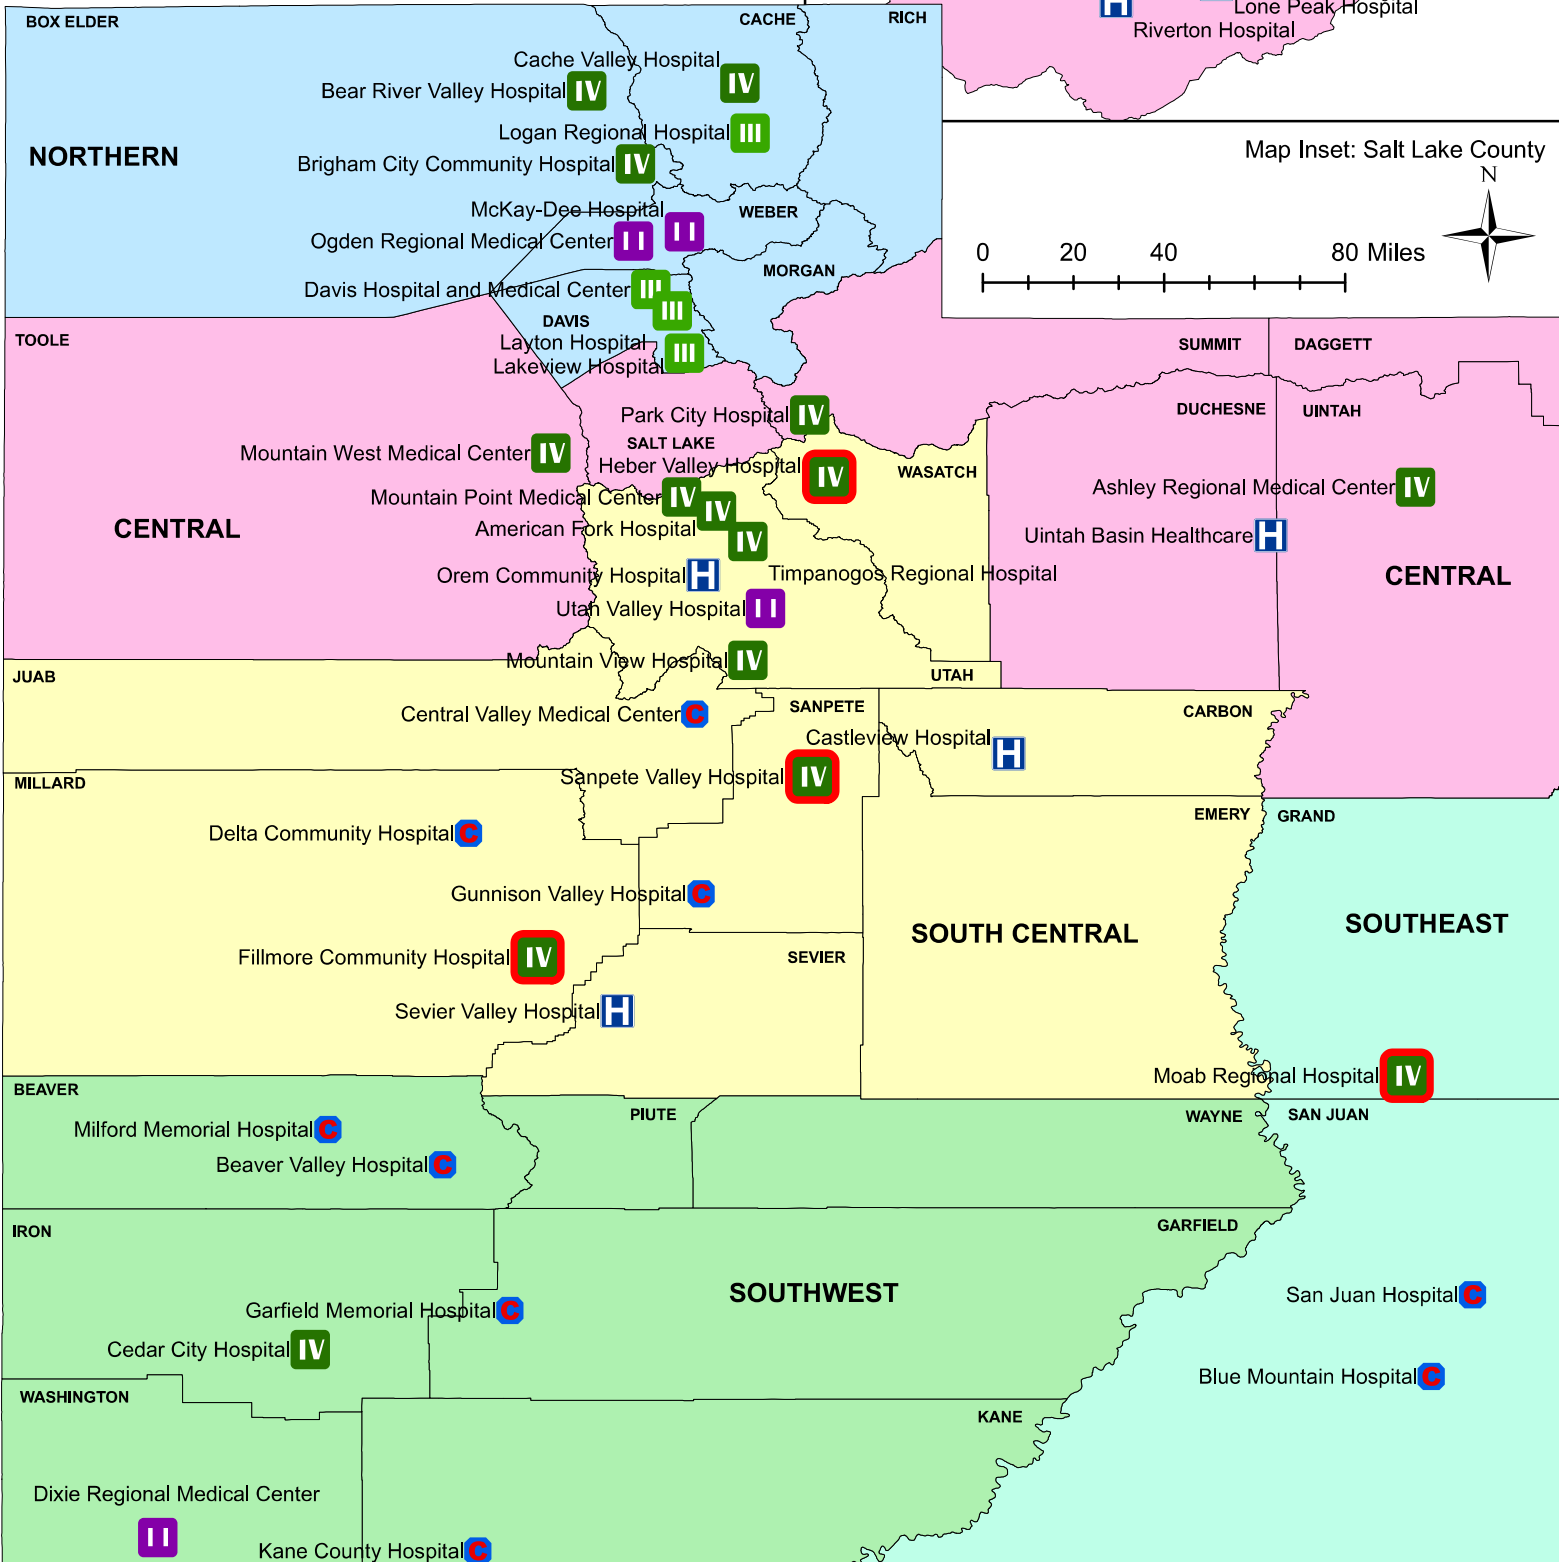 BOX ELDER
CACHE
RICH
Lone Peak Hospital
H
Riverton Hospital
Cache Valley Hospital
IV
Bear River Valley Hospital
IV
Logan Regional Hospital
III
NORTHERN
Brigham City Community Hospital
IV
Map Inset: Salt Lake County
N
McKay-Dee Hospital
II
WEBER
Ogden Regional Medical Center
II
0 20 40 80 Miles
MORGAN
Davis Hospital and Medical Center
III
III
DAVIS
Layton Hospital
Lakeview Hospital
III
TOOLE
SUMMIT
DAGGETT
Park City Hospital
IV
DUCHESNE
UINTAH
SALT LAKE
Mountain West Medical Center
IV
Heber Valley Hospital
IV
WASATCH
Mountain Point Medical Center
IV
IV
Ashley Regional Medical Center
IV
CENTRAL
American Fork Hospital
IV
Uintah Basin Healthcare
H
Orem Community Hospital
H
Timpanogos Regional Hospital
CENTRAL
Utah Valley Hospital
II
Mountain View Hospital
IV
JUAB
UTAH
Central Valley Medical Center
C
SANPETE
CARBON
Castleview Hospital
H
Sanpete Valley Hospital
IV
MILLARD
EMERY
GRAND
Delta Community Hospital
C
Gunnison Valley Hospital
C
SOUTH CENTRAL
SOUTHEAST
Fillmore Community Hospital
IV
SEVIER
Sevier Valley Hospital
H
Moab Regional Hospital
IV
BEAVER
PIUTE
WAYNE
SAN JUAN
Milford Memorial Hospital
C
Beaver Valley Hospital
C
IRON
GARFIELD
SOUTHWEST
San Juan Hospital
C
Garfield Memorial Hospital
C
Cedar City Hospital
IV
Blue Mountain Hospital
C
WASHINGTON
KANE
Dixie Regional Medical Center
II
Kane County Hospital
C